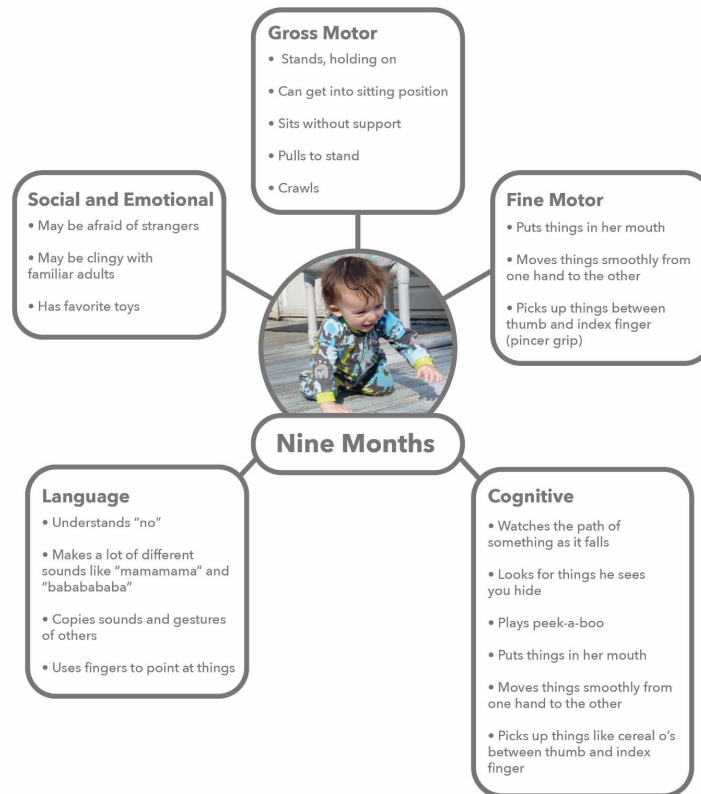 Gross Motor
• Stands, holding on
• Can get into sitting position
• Sits without support
• Pulls to stand
• Crawls
Social and Emotional
• May be afraid of strangers
• May be clingy with
familiar adults
• Has favorite toys
Fine Motor
• Puts things in her mouth
• Moves things smoothly from
one hand to the other
• Picks up things between
thumb and index finger
(pincer grip)
Nine Months
Language
• Understands “no”
• Makes a lot of different
sounds like “mamamama” and
“babababababa”
• Copies sounds and gestures
of others
• Uses fingers to point at things
Cognitive
• Watches the path of
something as it falls
• Looks for things he sees
you hide
• Plays peek-a-boo
• Puts things in her mouth
• Moves things smoothly from
one hand to the other
• Picks up things like cereal o’s
between thumb and index
finger